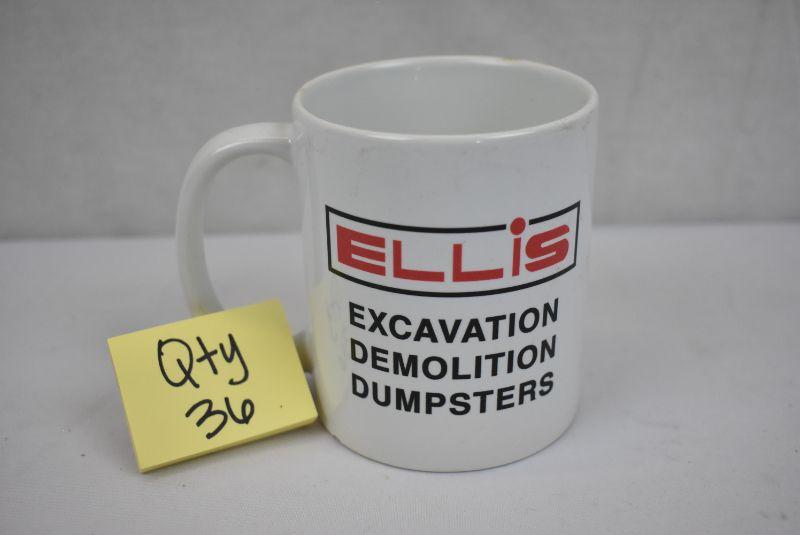 ELLiS
EXCAVATION
DEMOLITION
DUMPSTERS
Qty
36